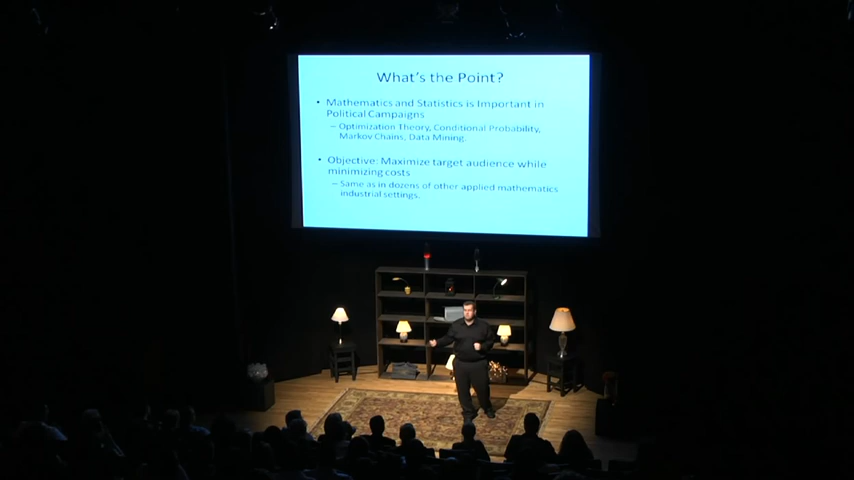 What's the Point?
• Mathematics and Statistics is Important in
Political Campaigns
– Optimization Theory, Conditional Probability,
Markov Chains, Data Mining.
• Objective: Maximize target audience while
minimizing costs
– Same as in dozens of other applied mathematics
industrial settings.